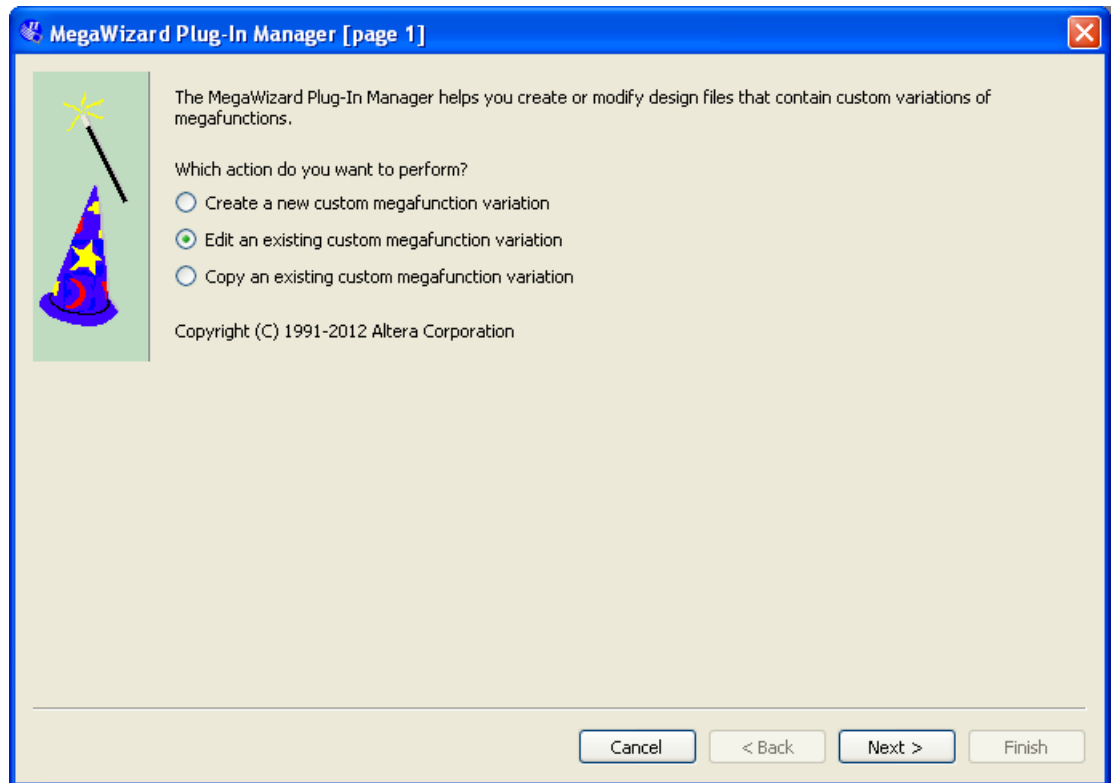 MegaWizard Plug-In Manager [page 1]
The MegaWizard Plug-In Manager helps you create or modify design files that contain custom variations of
megafunctions.
Which action do you want to perform?
Create a new custom megafunction variation
Edit an existing custom megafunction variation
Copy an existing custom megafunction variation
Copyright (C) 1991-2012 Altera Corporation
Cancel
< Back
Next >
Finish